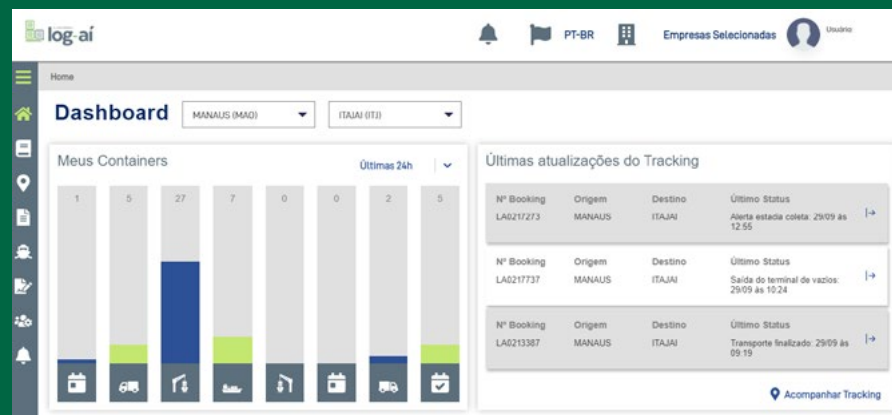 log-aí
PT-BR
Empresas Selecionadas
Usuário
Home
Dashboard
MANAUS (MAO)
ITAJAI (ITJ)
Meus Containers
Últimas 24h
1 5 27 7 0 0 2 5
Últimas atualizações do Tracking
Nº Booking Origem Destino Último Status
LA0217273 MANAUS ITAJAI Alerta estadia coleta: 29/09 às
12:55
Nº Booking Origem Destino Último Status
LA0217737 MANAUS ITAJAI Saída do terminal de vazios:
29/09 às 10:24
Nº Booking Origem Destino Último Status
LA0213387 MANAUS ITAJAI Transporte finalizado: 29/09 às
09:19
Acompanhar Tracking